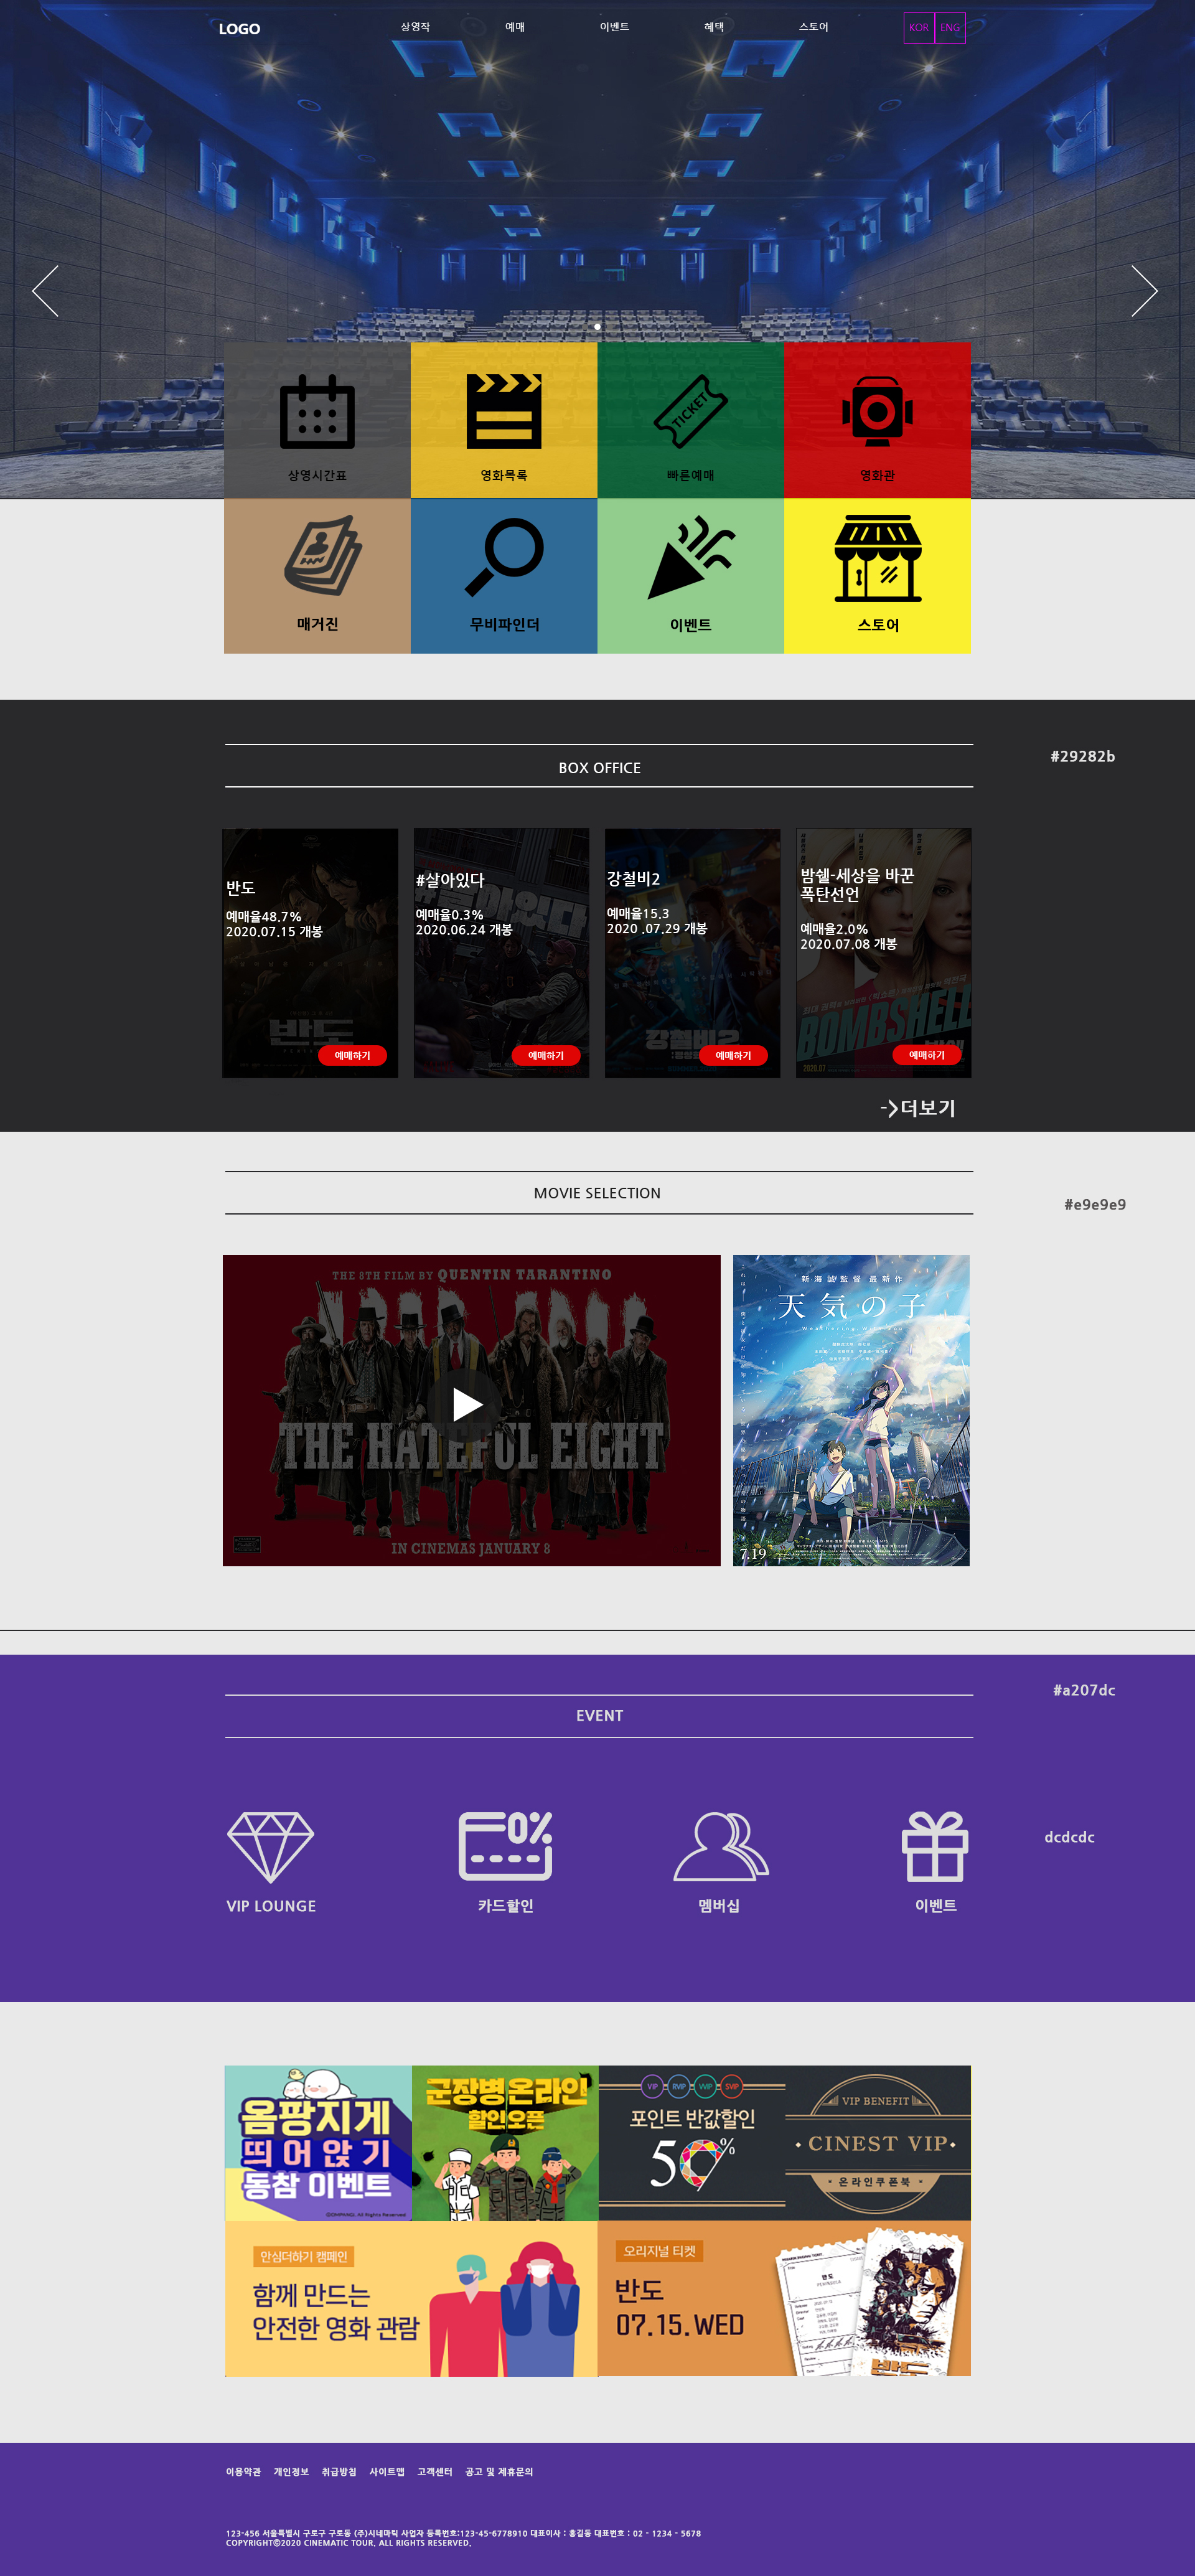 LOGO
상영작
예매
이벤트
혜택
스토어
KOR
ENG
상영시간표
영화목록
TICKET
빠른예매
영화관
매거진
무비파인더
이벤트
스토어
BOX OFFICE
#29282b
반도
예매율48.7%
2020.07.15 개봉
반도
예매하기
#살아있다
예매율0.3%
2020.06.24 개봉
예매하기
강철비2
예매율15.3
2020 .07.29 개봉
강철비2
예매하기
밤쉘-세상을 바꾼
폭탄선언
예매율2.0%
2020.07.08 개봉
BOMBSHELL
2020.07
예매하기
->더보기
MOVIE SELECTION
#e9e9e9
THE 8TH FILM BY QUENTIN TARANTINO
THE HATEFUL EIGHT
IN CINEMAS JANUARY 8
新海誠監督 最新作
天気の子
Weathering With You
7.19
#a207dc
EVENT
dcdcdc
VIP LOUNGE
카드할인
멤버십
이벤트
옴팡지게
띄어앉기
동참 이벤트
©OMPANGI. All Rights Reserved
군장병온라인
할인오픈
VIP
RVIP
VVIP
SVIP
포인트 반값할인
50%
VIP BENEFIT
CINEST VIP
온라인쿠폰북
안심더하기 캠페인
함께 만드는
안전한 영화 관람
오리지널 티켓
반도
07.15.WED
반도
이용약관 개인정보 취급방침 사이트맵 고객센터 공고 및 제휴문의
123-456 서울특별시 구로구 구로동 (주)시네마틱 사업자 등록번호:123-45-6778910 대표이사 : 홍길동 대표번호 : 02 - 1234 - 5678
COPYRIGHT©2020 CINEMATIC TOUR. ALL RIGHTS RESERVED.